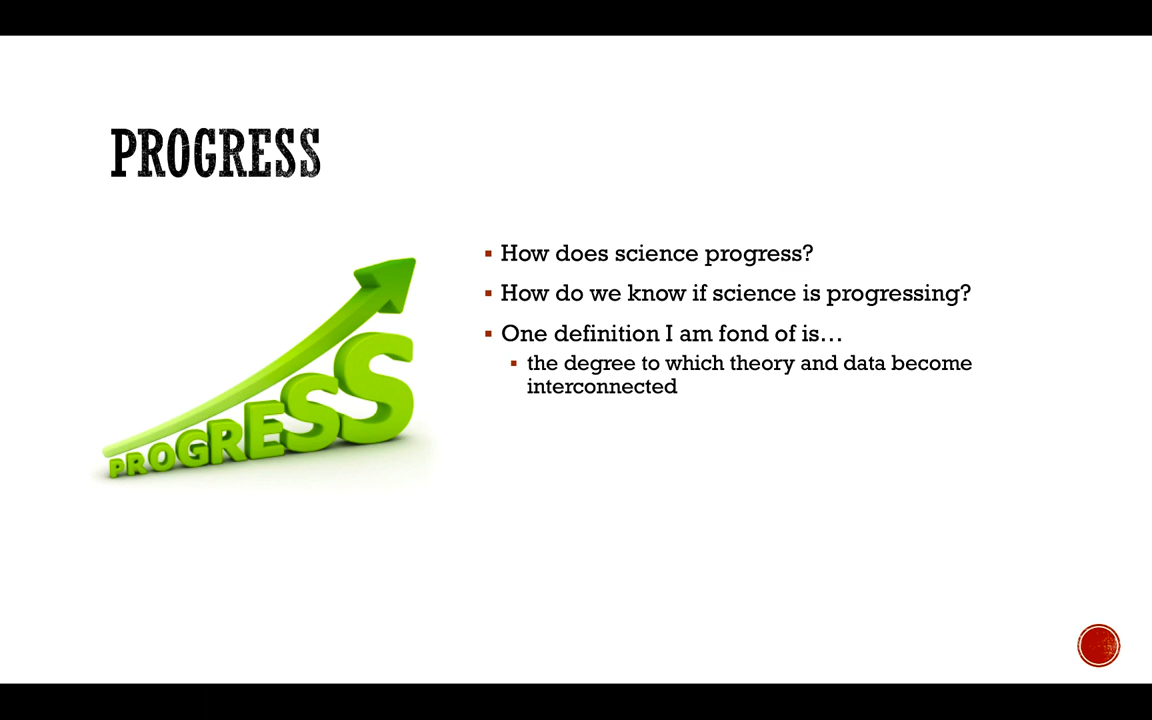 PROGRESS
PROGRESS
▪ How does science progress?
▪ How do we know if science is progressing?
▪ One definition I am fond of is…
▪ the degree to which theory and data become
interconnected